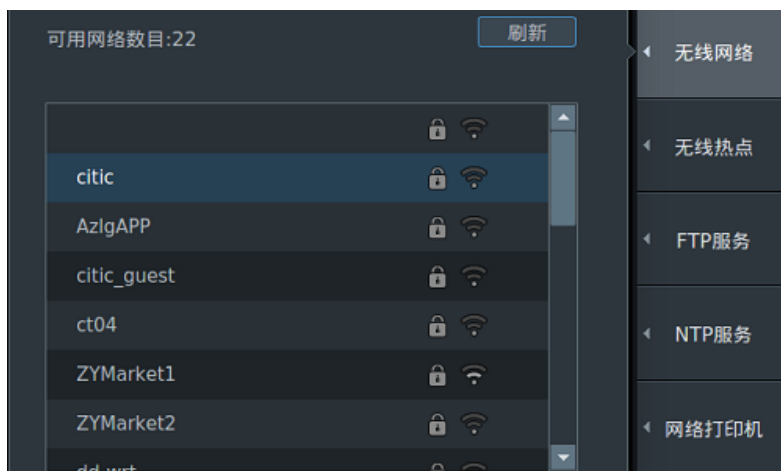 可用网络数目:22
刷新
citic
AzIgAPP
citic_guest
ct04
ZYMarket1
ZYMarket2
dd-wrt
无线网络
无线热点
FTP服务
NTP服务
网络打印机